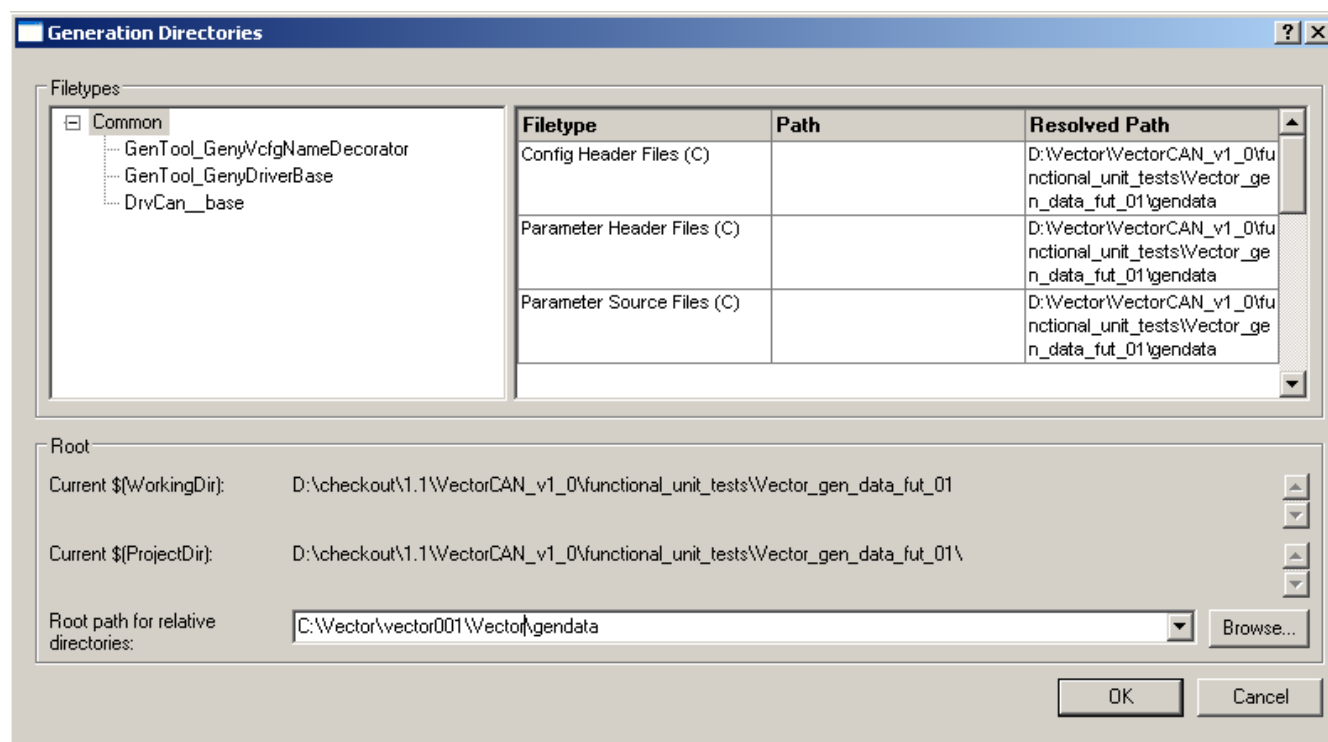 Generation Directories
Filetypes
Common
GenTool_GenyVcfgNameDecorator
GenTool_GenyDriverBase
DrvCan__base
Filetype Path Resolved Path
Config Header Files (C) D:\Vector\VectorCAN_v1_0\fu
nctional_unit_tests\Vector_ge
n_data_fut_01\gendata
Parameter Header Files (C) D:\Vector\VectorCAN_v1_0\fu
nctional_unit_tests\Vector_ge
n_data_fut_01\gendata
Parameter Source Files (C) D:\Vector\VectorCAN_v1_0\fu
nctional_unit_tests\Vector_ge
n_data_fut_01\gendata
Root
Current $(WorkingDir): D:\checkout\1.1\VectorCAN_v1_0\functional_unit_tests\Vector_gen_data_fut_01
Current $(ProjectDir): D:\checkout\1.1\VectorCAN_v1_0\functional_unit_tests\Vector_gen_data_fut_01\
Root path for relative
directories:
C:\Vector\vector001\Vector\gendata
Browse...
OK Cancel